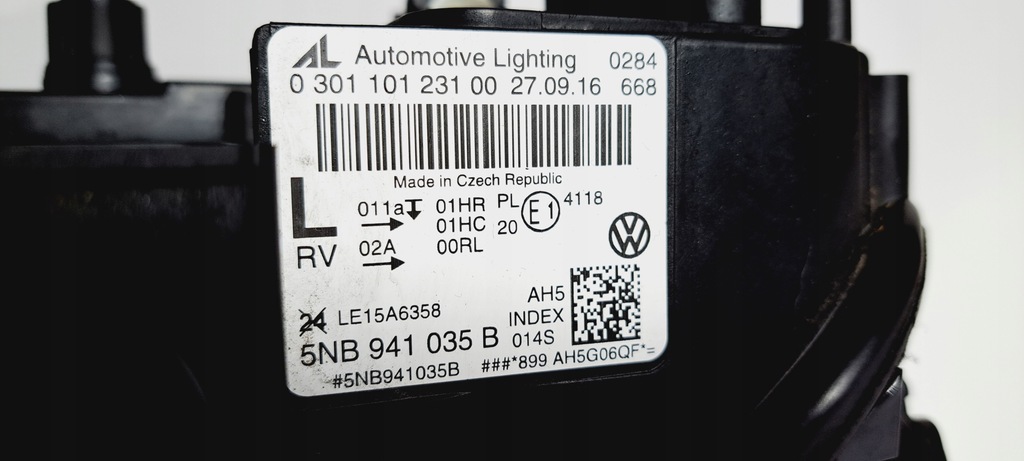 AL Automotive Lighting 0284
0 301 101 231 00 27.09.16 668
Made in Czech Republic
L 011a 01HR PL E1 4118
01HC 20
RV 02A 00RL
24 LE15A6358 AH5
INDEX
5NB 941 035 B 014S
#5NB941035B ###*899 AH5G06QF*=